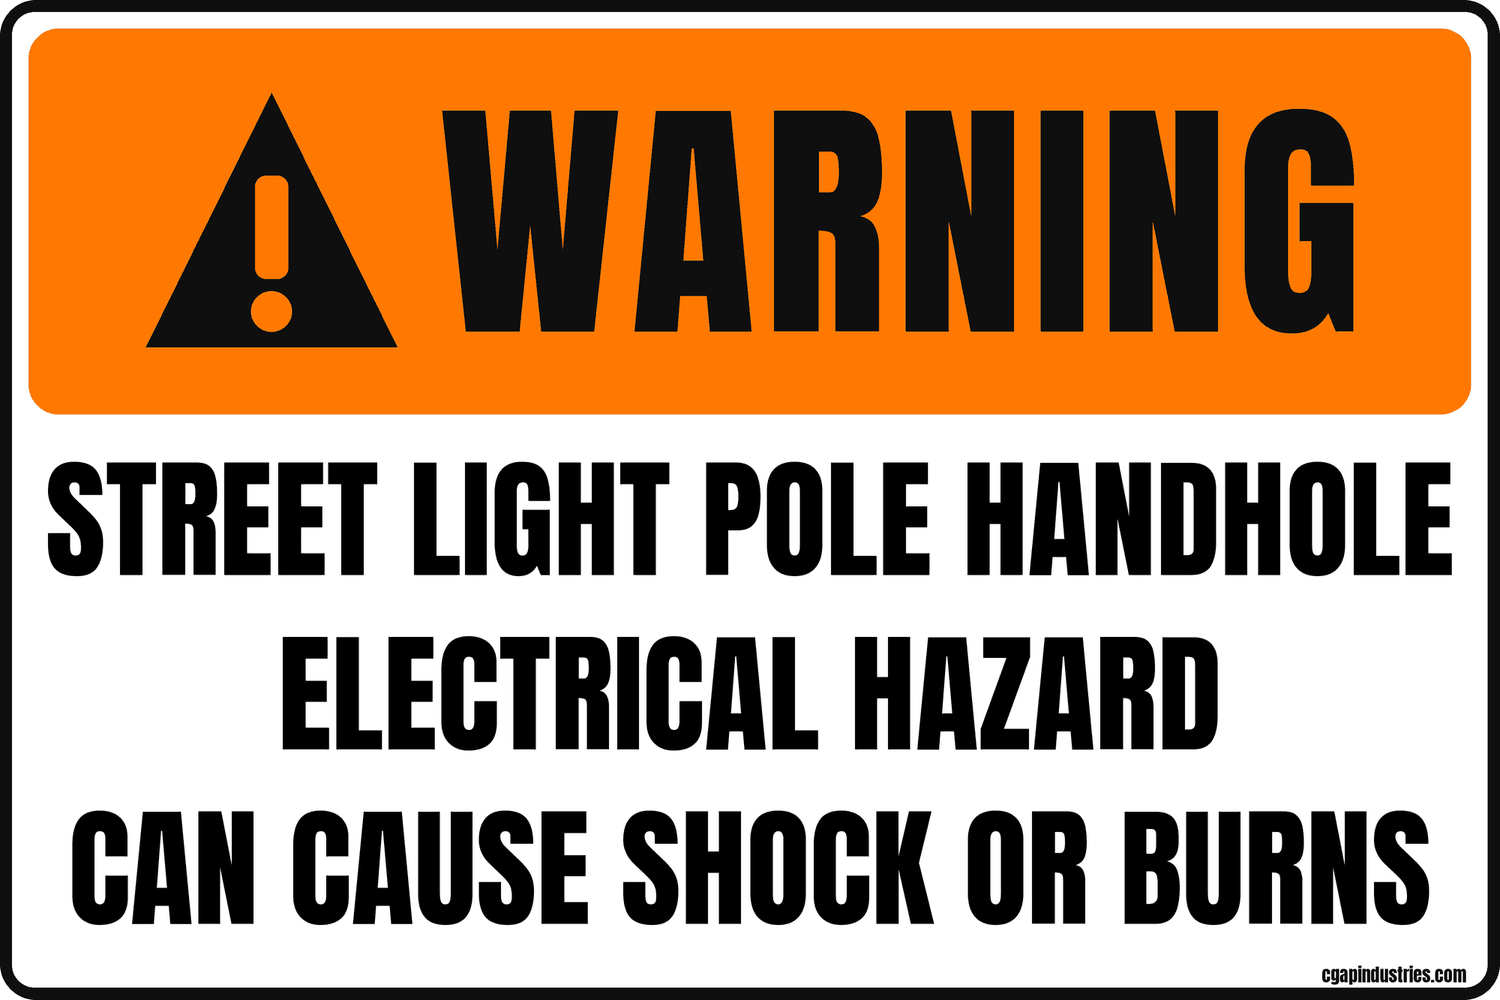 WARNING
STREET LIGHT POLE HANDHOLE
ELECTRICAL HAZARD
CAN CAUSE SHOCK OR BURNS
cgapindustries.com